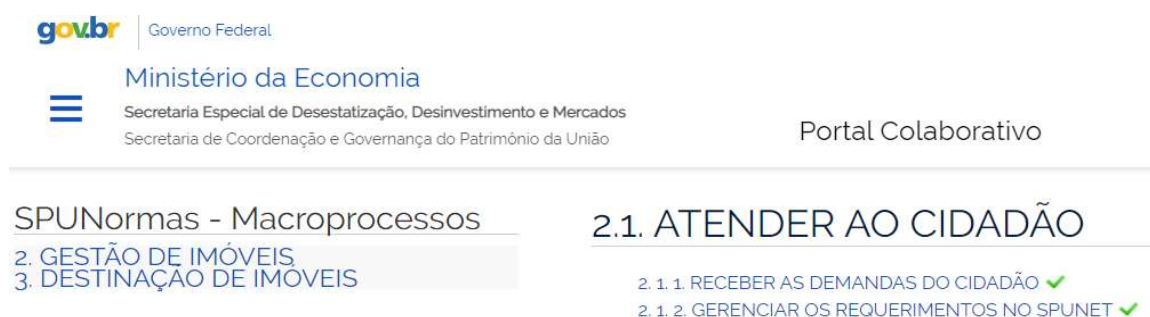 gov.br Governo Federal
Ministério da Economia
Secretaria Especial de Desestatização, Desinvestimento e Mercados
Secretaria de Coordenação e Governança do Patrimônio da União
Portal Colaborativo
SPUNormas - Macroprocessos
2. GESTÃO DE IMÓVEIS
3. DESTINAÇÃO DE IMÓVEIS
2.1. ATENDER AO CIDADÃO
2. 1. 1. RECEBER AS DEMANDAS DO CIDADÃO
2. 1. 2. GERENCIAR OS REQUERIMENTOS NO SPUNET